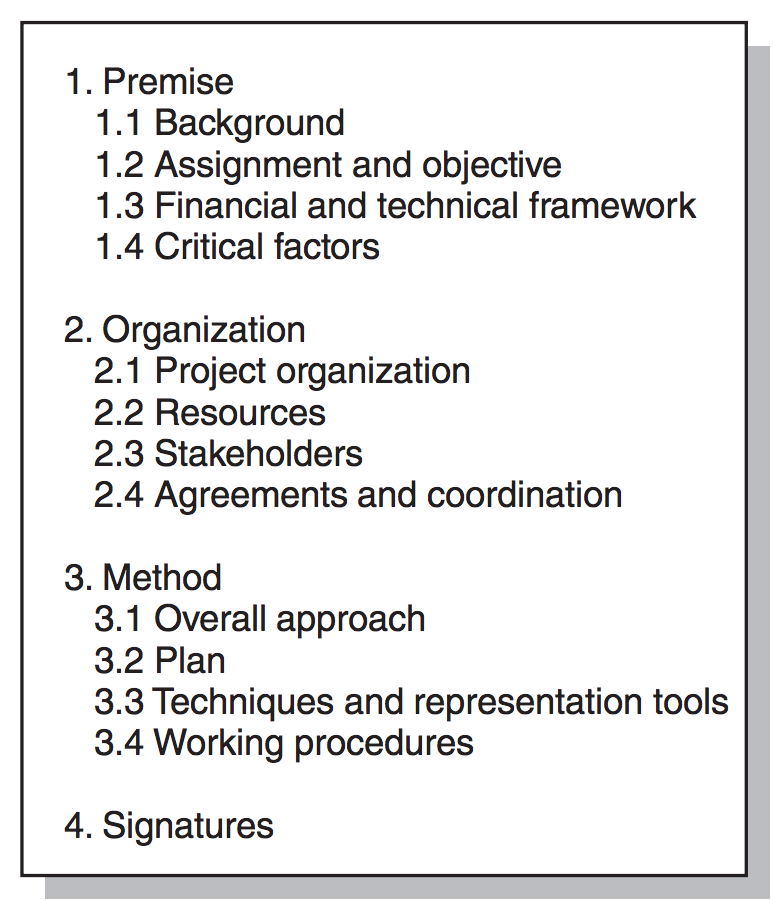 1. Premise
1.1 Background
1.2 Assignment and objective
1.3 Financial and technical framework
1.4 Critical factors
2. Organization
2.1 Project organization
2.2 Resources
2.3 Stakeholders
2.4 Agreements and coordination
3. Method
3.1 Overall approach
3.2 Plan
3.3 Techniques and representation tools
3.4 Working procedures
4. Signatures